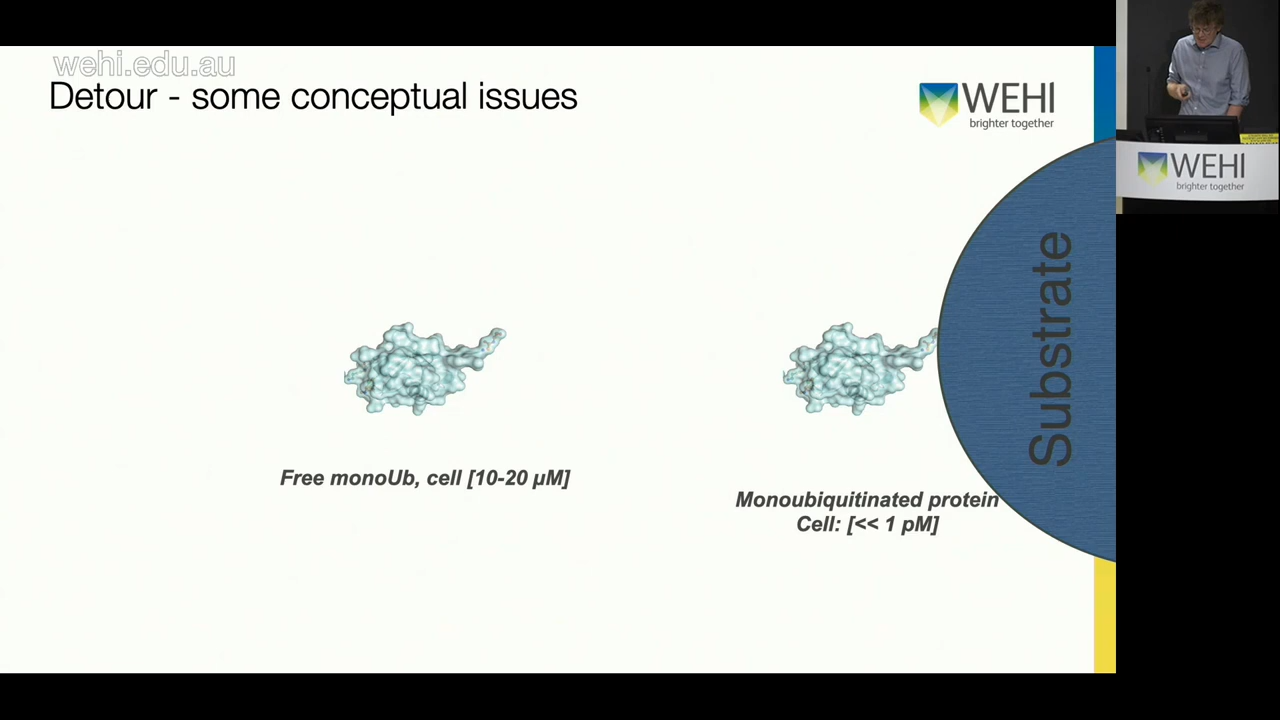 wehi.edu.au
Detour - some conceptual issues
WEHI
brighter together
WEHI
brighter together
Substrate
Free monoUb, cell [10-20 µM]
Monoubiquitinated protein
Cell: [<< 1 pM]